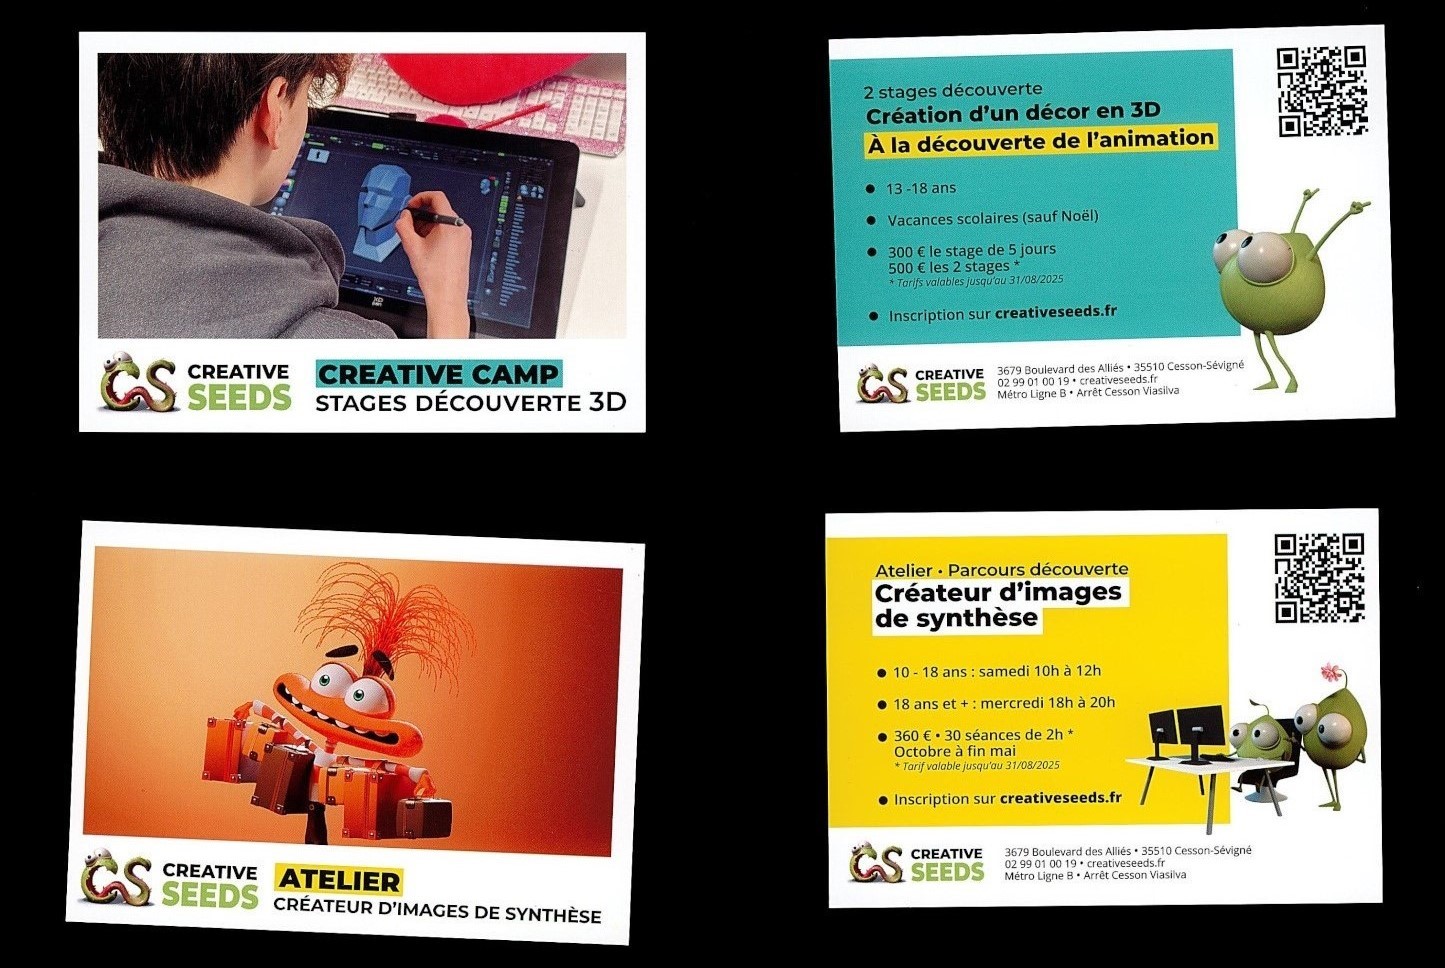 CREATIVE
SEEDS
CREATIVE CAMP
STAGES DÉCOUVERTE 3D
2 stages découverte
Création d'un décor en 3D
À la découverte de l'animation
13 -18 ans
Vacances scolaires (sauf Noël)
300 € le stage de 5 jours
500 € les 2 stages *
* Tarifs valables jusqu'au 31/08/2025
Inscription sur creativeseeds.fr
CREATIVE
SEEDS
3679 Boulevard des Alliés • 35510 Cesson-Sévigné
02 99 01 00 19 • creativeseeds.fr
Métro Ligne B • Arrêt Cesson Viasilva
CREATIVE
SEEDS
ATELIER
CRÉATEUR D'IMAGES DE SYNTHÈSE
Atelier • Parcours découverte
Créateur d'images
de synthèse
10 - 18 ans : samedi 10h à 12h
18 ans et + : mercredi 18h à 20h
360 € • 30 séances de 2h *
Octobre à fin mai
* Tarif valable jusqu'au 31/08/2025
Inscription sur creativeseeds.fr
CREATIVE
SEEDS
3679 Boulevard des Alliés • 35510 Cesson-Sévigné
02 99 01 00 19 • creativeseeds.fr
Métro Ligne B • Arrêt Cesson Viasilva